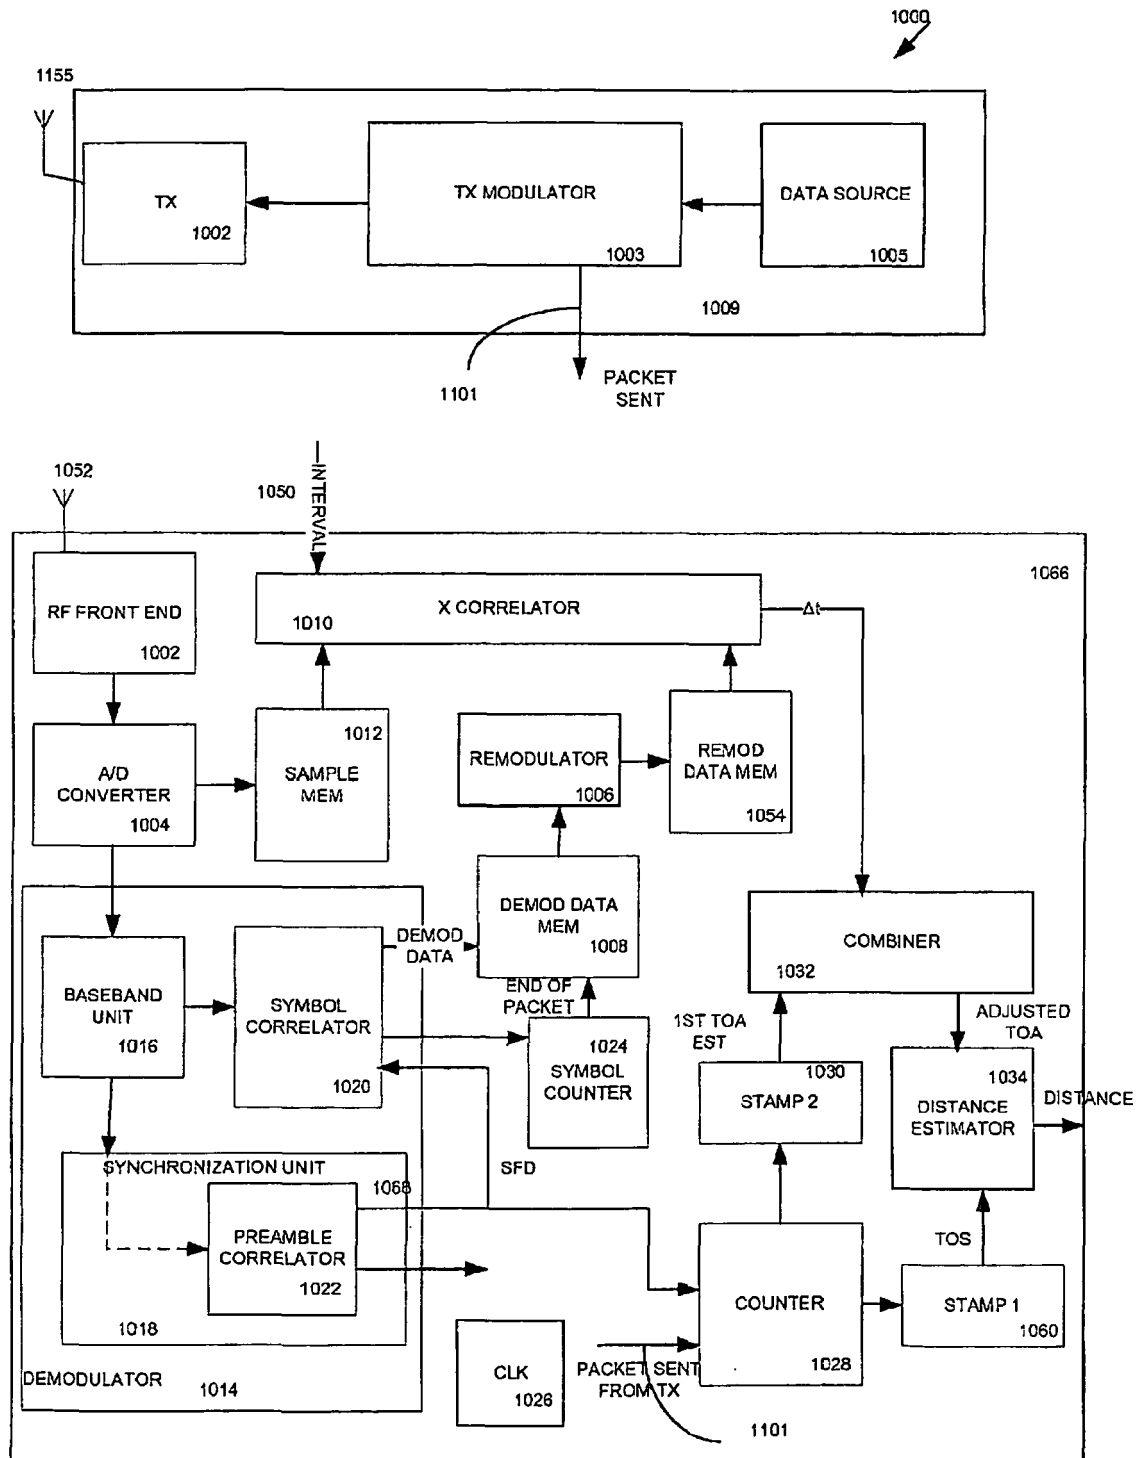 1000
1155
TX
1002
TX MODULATOR
1003
DATA SOURCE
1005
1009
1101
PACKET
SENT
1052
1050
INTERVAL
1066
RF FRONT END
1002
X CORRELATOR
1010
Δt
A/D
CONVERTER
1004
1012
SAMPLE
MEM
REMODULATOR
1006
REMOD
DATA MEM
1054
DEMOD DATA
MEM
1008
DEMOD
DATA
END OF
PACKET
COMBINER
1032
BASEBAND
UNIT
1016
SYMBOL
CORRELATOR
1020
1024
SYMBOL
COUNTER
1ST TOA
EST
ADJUSTED
TOA
1030
STAMP 2
1034
DISTANCE
ESTIMATOR
DISTANCE
SYNCHRONIZATION UNIT
SFD
1068
PREAMBLE
CORRELATOR
1022
1018
TOS
COUNTER
1028
STAMP 1
1060
DEMODULATOR
1014
CLK
1026
PACKET SENT
FROM TX
1101